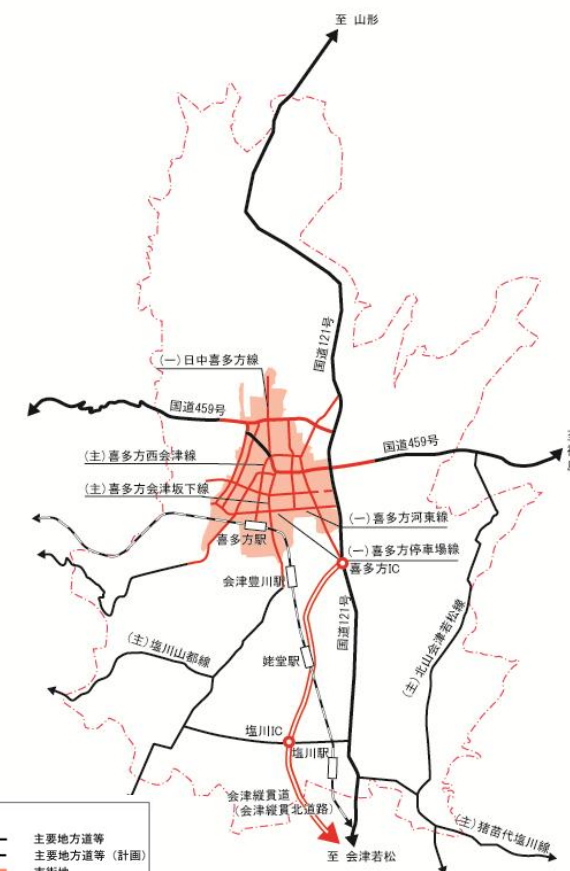 至 山形
国道121号
(一)日中喜多方線
国道459号
国道459号
(主)喜多方西会津線
(主)喜多方会津坂下線
(一)喜多方河東線
喜多方駅
(一)喜多方停車場線
喜多方IC
会津豊川駅
国道121号
(主)北山会津若松線
(主)塩川山都線
姥堂駅
塩川IC
塩川駅
会津縦貫道
(会津縦貫北道路)
(主)猪苗代塩川線
至 会津若松
主要地方道等
主要地方道等 (計画)